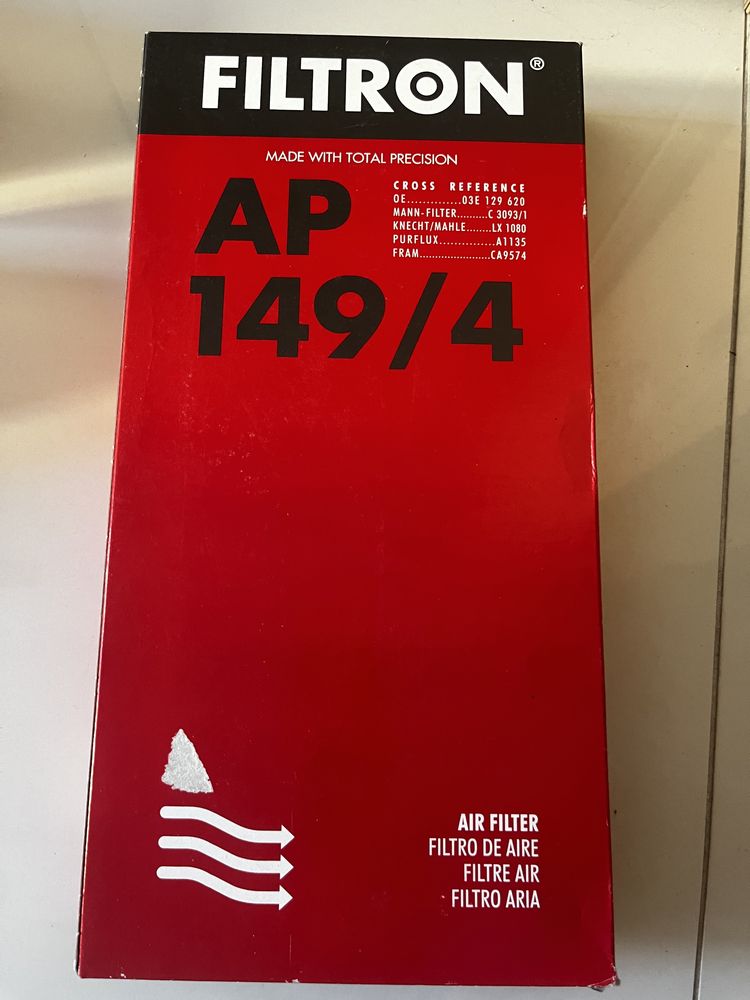 FILTRON®
MADE WITH TOTAL PRECISION
AP
149/4
CROSS REFERENCE
OE..............03E 129 620
MANN-FILTER..........C 3093/1
KNECHT/MAHLE.......LX 1080
PURFLUX...............A1135
FRAM........................CA9574
AIR FILTER
FILTRO DE AIRE
FILTRE AIR
FILTRO ARIA